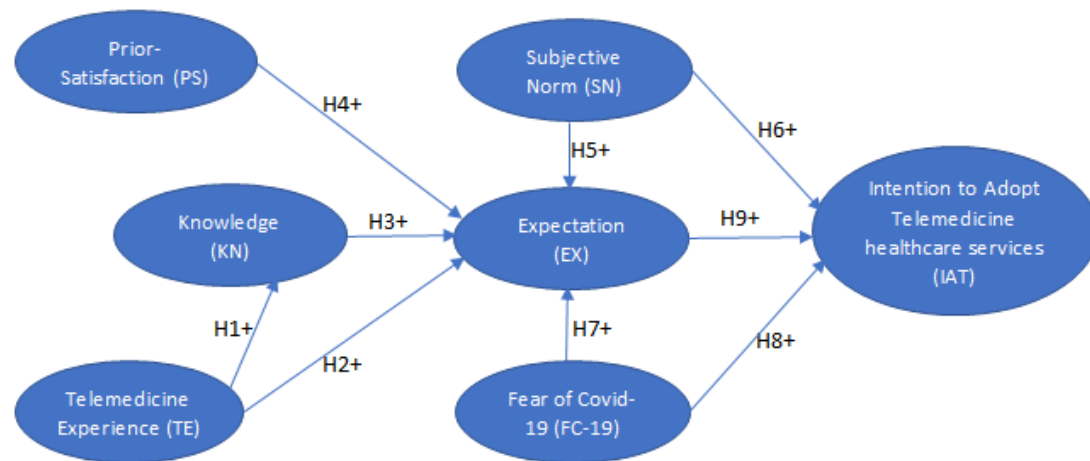 Prior-
Satisfaction (PS)
Subjective
Norm (SN)
H4+
H5+
H6+
Knowledge
(KN)
H3+
Expectation
(EX)
H9+
Intention to Adopt
Telemedicine
healthcare services
(IAT)
H1+
H2+
H7+
H8+
Telemedicine
Experience (TE)
Fear of Covid-
19 (FC-19)